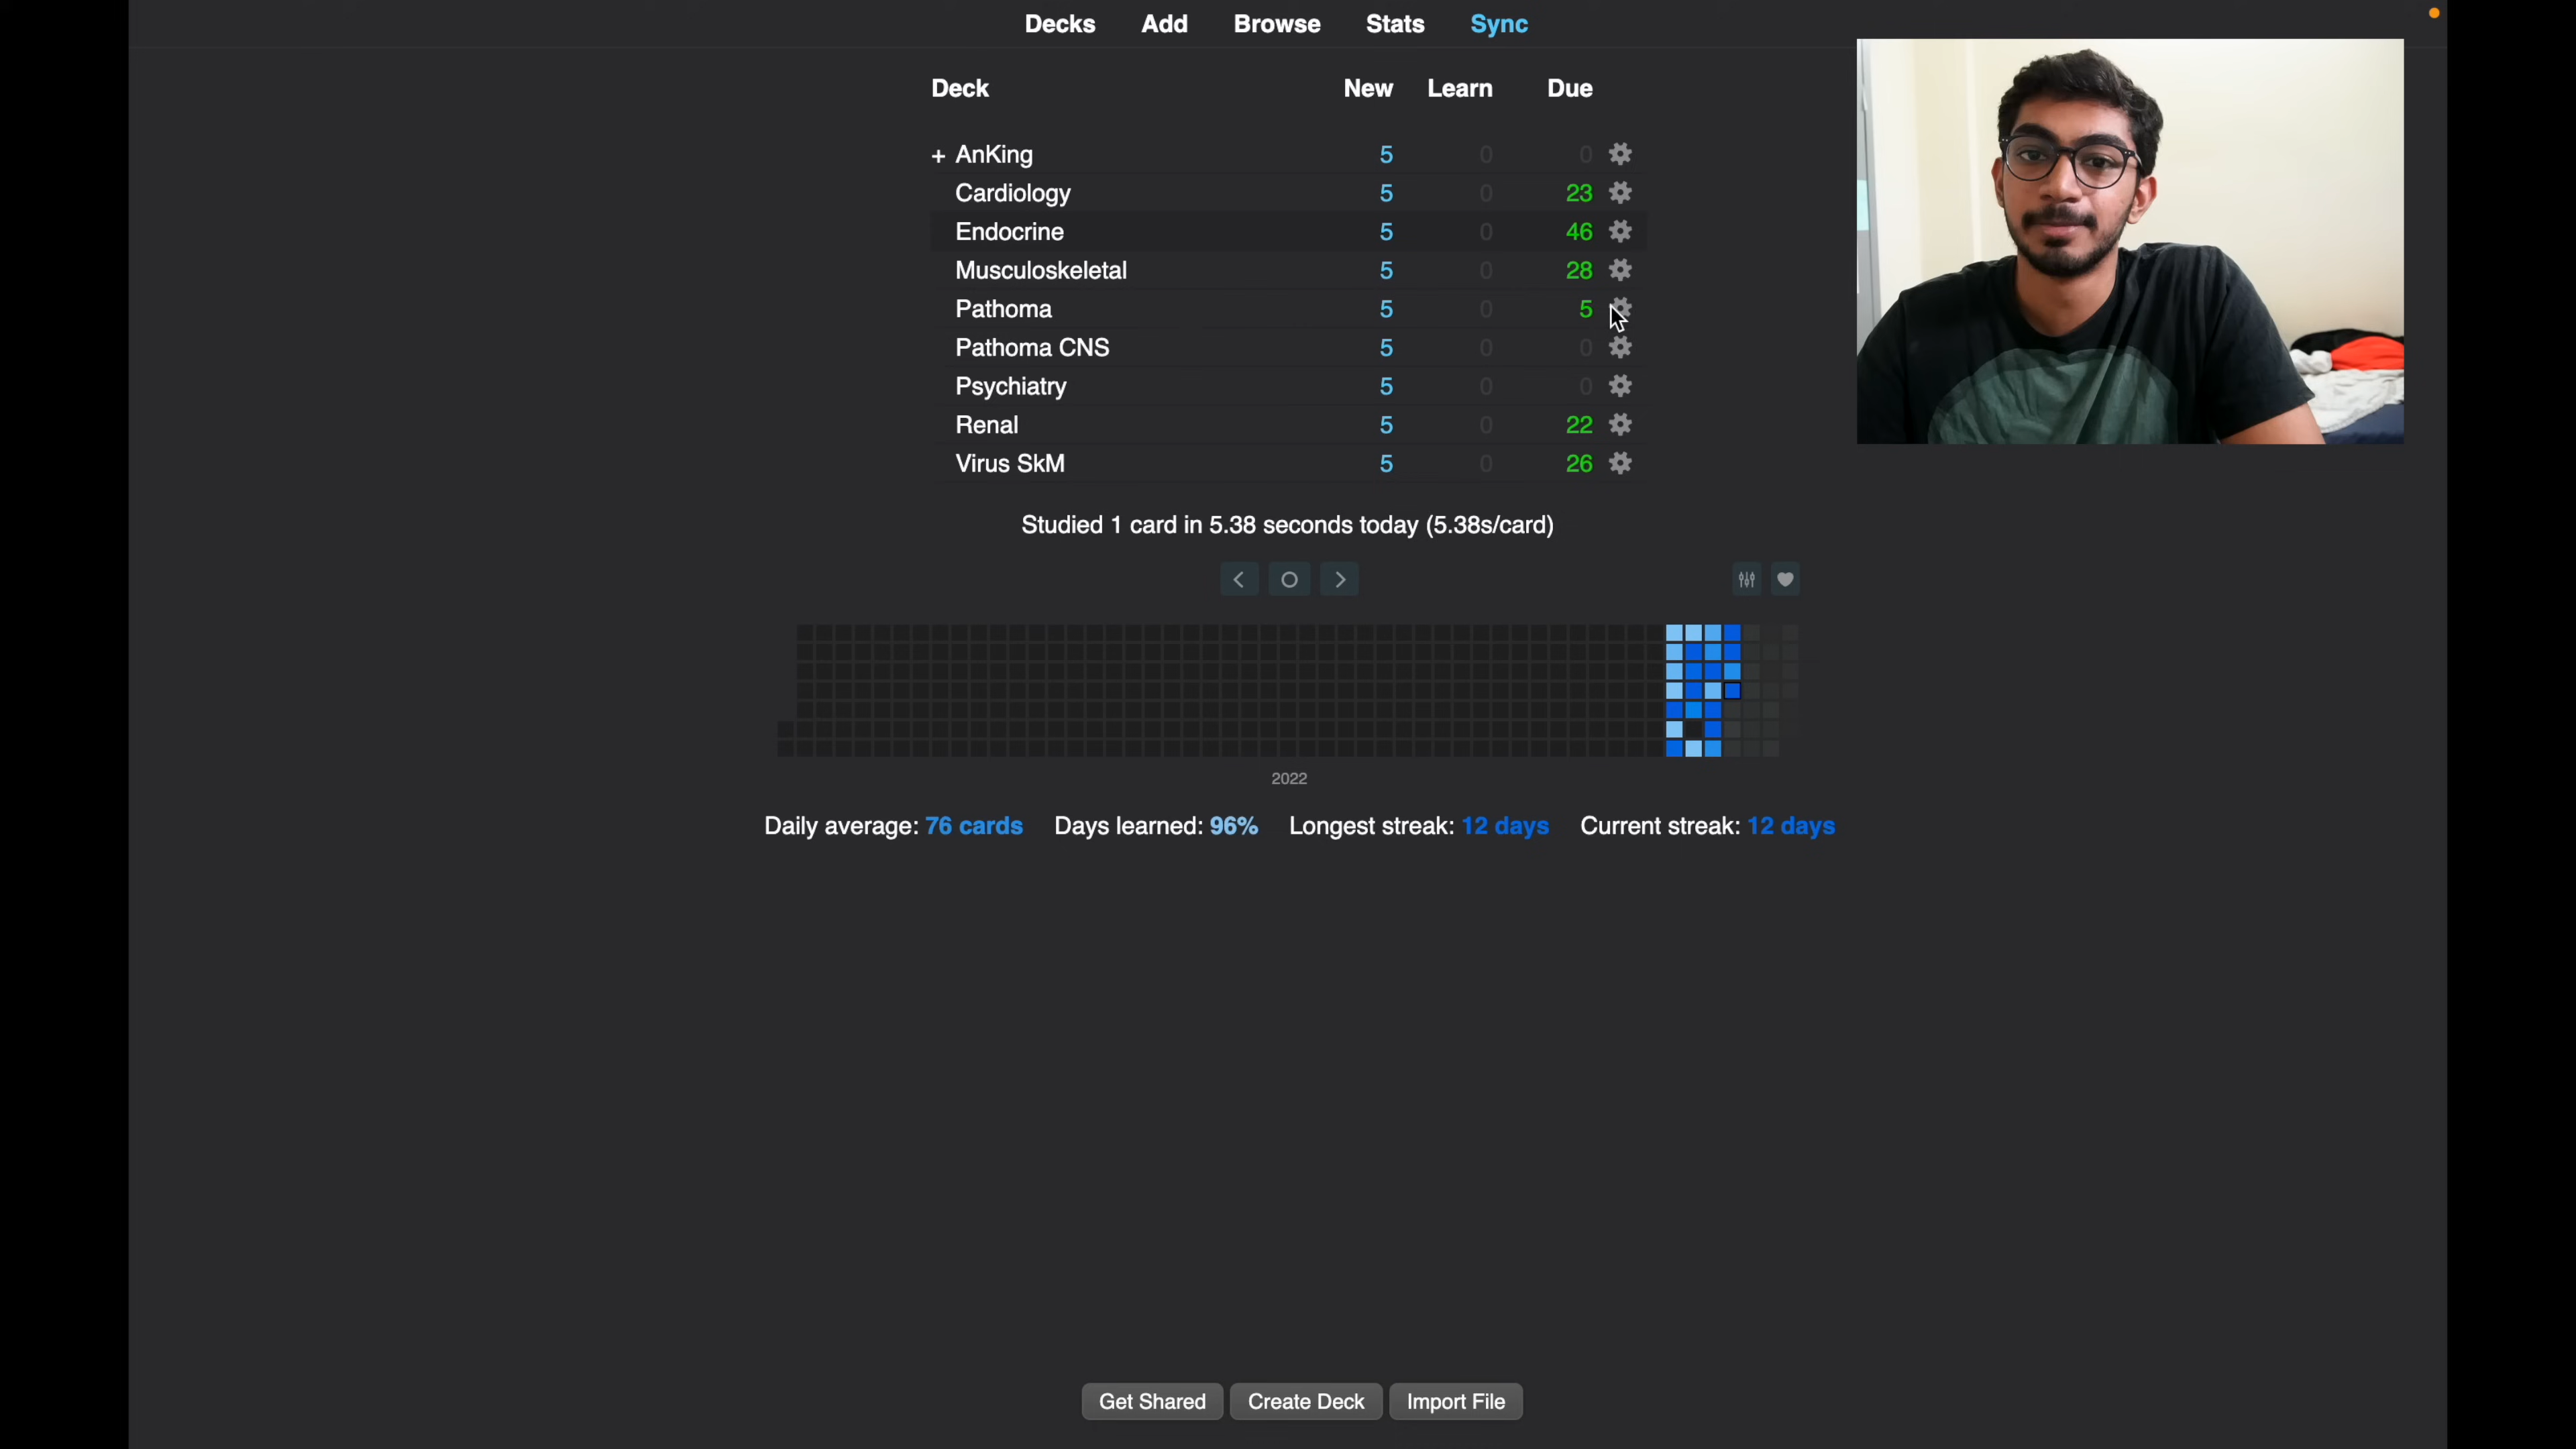 Decks Add Browse Stats Sync
Deck New Learn Due
+ AnKing 5 0 0
Cardiology 5 0 23
Endocrine 5 0 46
Musculoskeletal 5 0 28
Pathoma 5 0 5
Pathoma CNS 5 0 0
Psychiatry 5 0 0
Renal 5 0 22
Virus SkM 5 0 26
Studied 1 card in 5.38 seconds today (5.38s/card)
2022
Daily average: 76 cards Days learned: 96% Longest streak: 12 days Current streak: 12 days
Get Shared Create Deck Import File